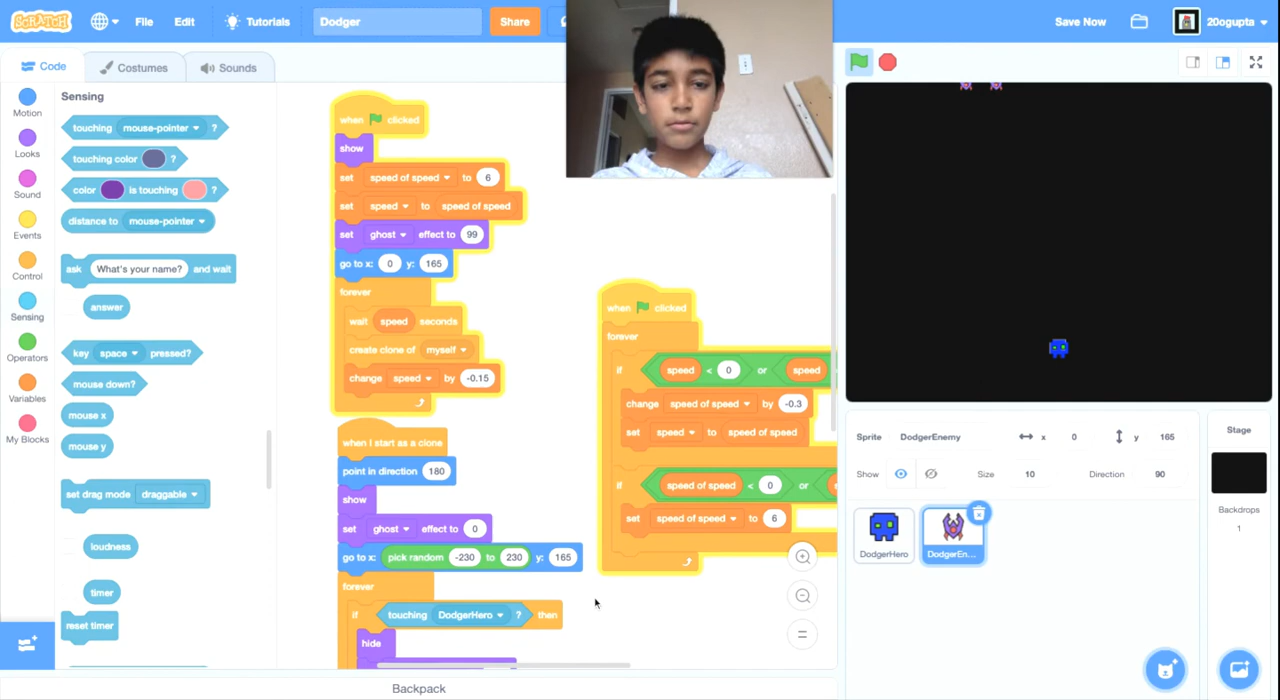 SCRATCH File Edit Tutorials Dodger Share Save Now 20ogupta
Code Costumes Sounds
Motion
Looks
Sound
Events
Control
Sensing
Operators
Variables
My Blocks
Sensing
touching mouse-pointer ?
touching color ?
color is touching ?
distance to mouse-pointer
ask What's your name? and wait
answer
key space pressed?
mouse down?
mouse x
mouse y
set drag mode draggable
loudness
timer
reset timer
when clicked
show
set speed of speed to 6
set speed to speed of speed
set ghost effect to 99
go to x: 0 y: 165
forever
wait speed seconds
create clone of myself
change speed by -0.15
when I start as a clone
point in direction 180
show
set ghost effect to 0
go to x: pick random -230 to 230 y: 165
forever
if touching DodgerHero ? then
hide
when clicked
forever
if speed < 0 or speed
change speed of speed by -0.3
set speed to speed of speed
if speed of speed < 0 or
set speed of speed to 6
Backpack
Sprite DodgerEnemy x 0 y 165
Show Size 10 Direction 90
DodgerHero DodgerEn...
Stage
Backdrops
1